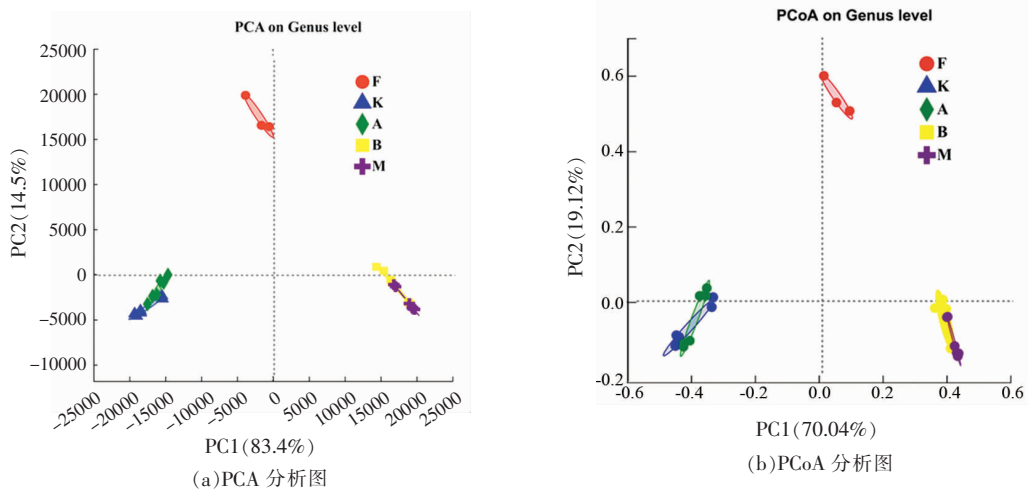 PCA on Genus level
25000
20000
15000
10000
5000
0
−5000
−10000
PC2(14.5%)
F
K
A
B
M
−25000
−20000
−15000
−10000
−5000
0
5000
10000
15000
20000
25000
PC1(83.4%)
(a)PCA 分析图
PCoA on Genus level
0.6
0.4
0.2
0.0
-0.2
PC2(19.12%)
F
K
A
B
M
-0.6
-0.4
-0.2
0.0
0.2
0.4
0.6
PC1(70.04%)
(b)PCoA 分析图